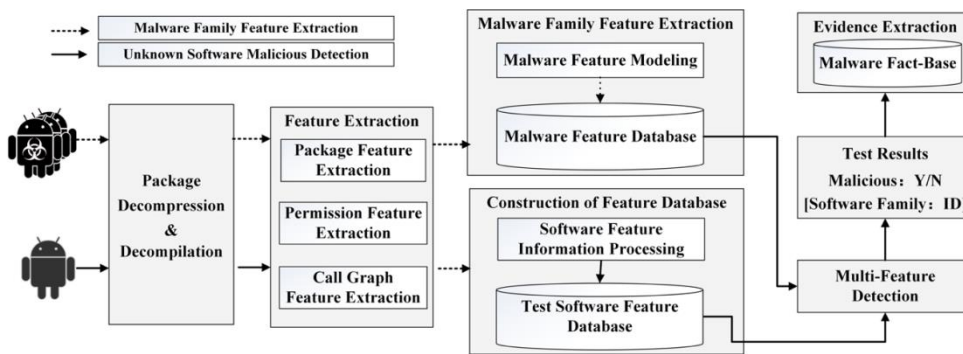 Malware Family Feature Extraction
Unknown Software Malicious Detection
Package
Decompression
&
Decompilation
Feature Extraction
Package Feature
Extraction
Permission Feature
Extraction
Call Graph
Feature Extraction
Malware Family Feature Extraction
Malware Feature Modeling
Malware Feature Database
Construction of Feature Database
Software Feature
Information Processing
Test Software Feature
Database
Evidence Extraction
Malware Fact-Base
Test Results
Malicious：Y/N
[Software Family：ID]
Multi-Feature
Detection